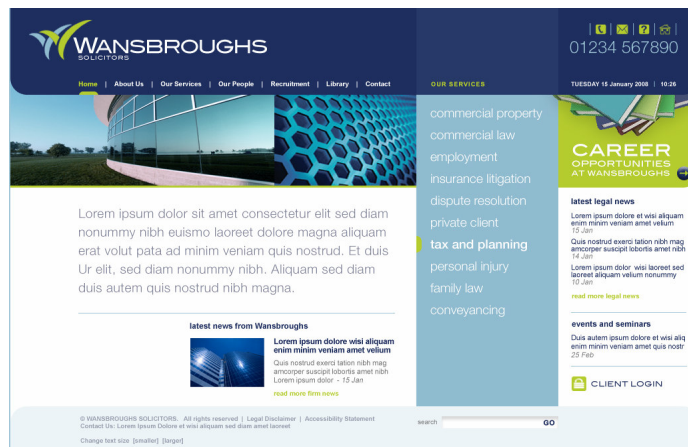 WANSBROUGHS
SOLICITORS
01234 567890
Home | About Us | Our Services | Our People | Recruitment | Library | Contact
OUR SERVICES
TUESDAY 15 January 2008 | 10:26
commercial property
commercial law
employment
insurance litigation
dispute resolution
private client
tax and planning
personal injury
family law
conveyancing
CAREER
OPPORTUNITIES
AT WANSBROUGHS
Lorem ipsum dolor sit amet consectetur elit sed diam
nonummy nibh euismo laoreet dolore magna aliquam
erat volut pata ad minim veniam quis nostrud. Et duis
Ur elit, sed diam nonummy nibh. Aliquam sed diam
duis autem quis nostrud nibh magna.
latest news from Wansbroughs
Lorem ipsum dolore wisi aliquam
enim minim veniam amet velium
Quis nostrud exerci tation nibh mag
amcorper suscipit lobortis amet nibh
Lorem ipsum dolor - 15 Jan
read more firm news
latest legal news
Lorem ipsum dolore et wisi aliquam
enim minim veniam amet velium
15 Jan
Quis nostrud exerci tation nibh mag
amcorper suscipit lobortis amet nibh
14 Jan
Lorem ipsum dolor wisi laoreet sed
laoreet aliquam velium nonummy
10 Jan
read more legal news
events and seminars
Duis autem ipsum dolore et wisi aliq
enim minim veniam amet quis nostr
25 Feb
CLIENT LOGIN
© WANSBROUGHS SOLICITORS. All rights reserved | Legal Disclaimer | Accessibility Statement
Contact Us: Lorem Ipsum Dolore et wisi aliquam sed diam amet laoreet
Change text size [smaller] [larger]
search
GO